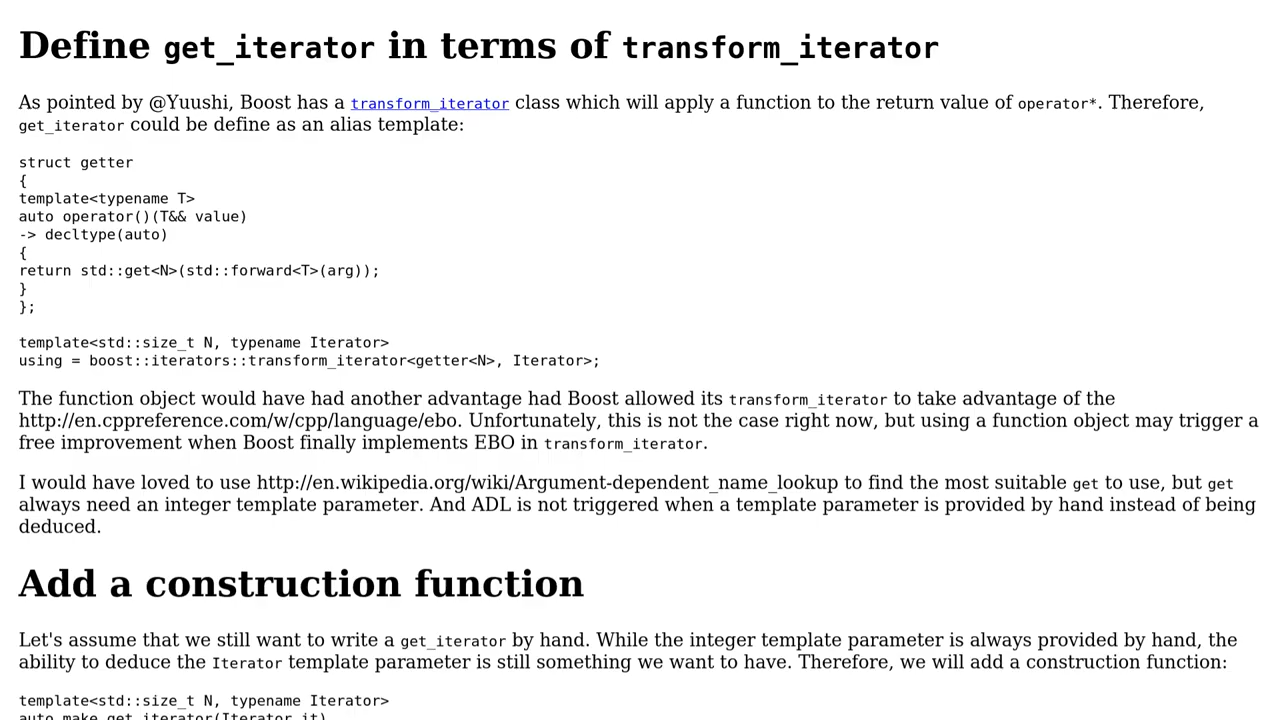 Define get_iterator in terms of transform_iterator
As pointed by @Yuushi, Boost has a transform_iterator class which will apply a function to the return value of operator*. Therefore,
get_iterator could be define as an alias template:
struct getter
{
template<typename T>
auto operator()(T&& value)
-> decltype(auto)
{
return std::get<N>(std::forward<T>(arg));
}
};
template<std::size_t N, typename Iterator>
using = boost::iterators::transform_iterator<getter<N>, Iterator>;
The function object would have had another advantage had Boost allowed its transform_iterator to take advantage of the
http://en.cppreference.com/w/cpp/language/ebo. Unfortunately, this is not the case right now, but using a function object may trigger a
free improvement when Boost finally implements EBO in transform_iterator.
I would have loved to use http://en.wikipedia.org/wiki/Argument-dependent_name_lookup to find the most suitable get to use, but get
always need an integer template parameter. And ADL is not triggered when a template parameter is provided by hand instead of being
deduced.
Add a construction function
Let's assume that we still want to write a get_iterator by hand. While the integer template parameter is always provided by hand, the
ability to deduce the Iterator template parameter is still something we want to have. Therefore, we will add a construction function:
template<std::size_t N, typename Iterator>
auto make_get_iterator(Iterator it)